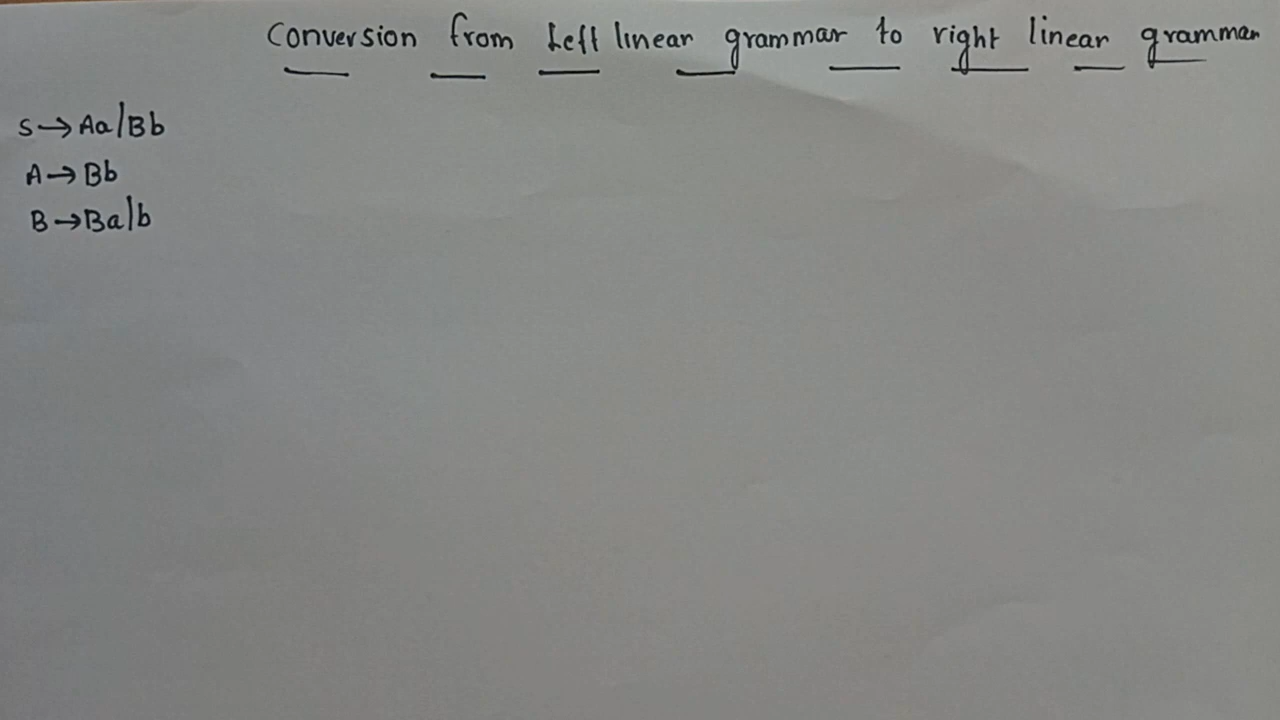 Conversion from Left linear grammar to right linear grammar
S→Aa/Bb
A→Bb
B→Ba/b